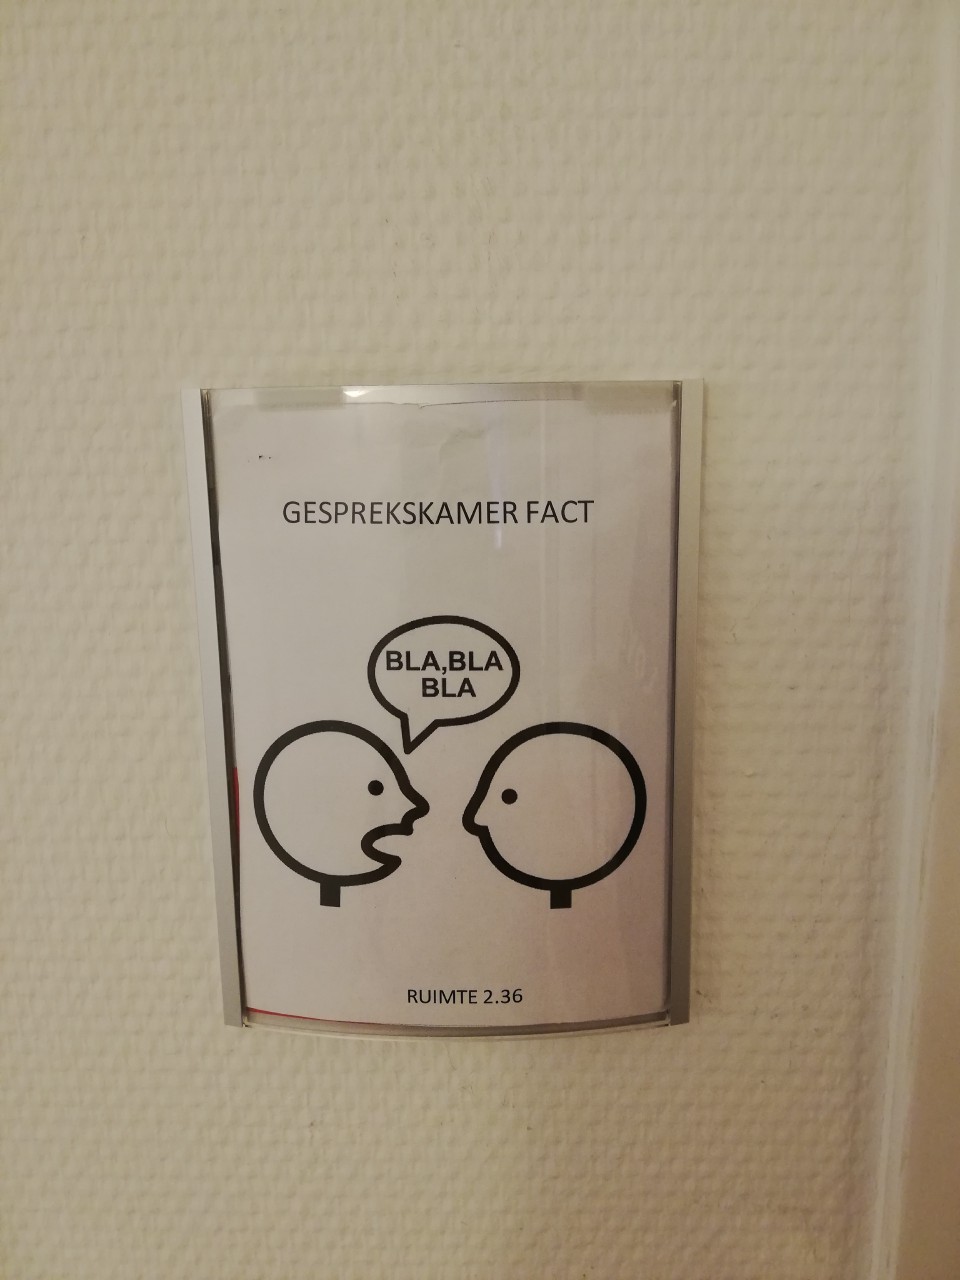 GESPREKSKAMER FACT
BLA,BLA
BLA
RUIMTE 2.36